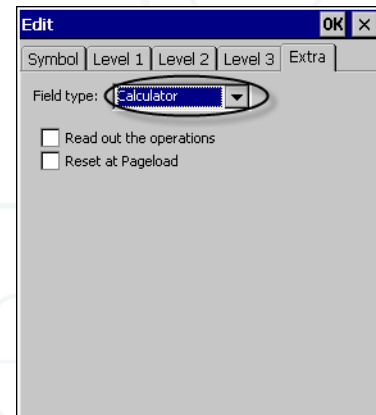 Edit OK ×
Symbol Level 1 Level 2 Level 3 Extra
Field type: Calculator
Read out the operations
Reset at Pageload